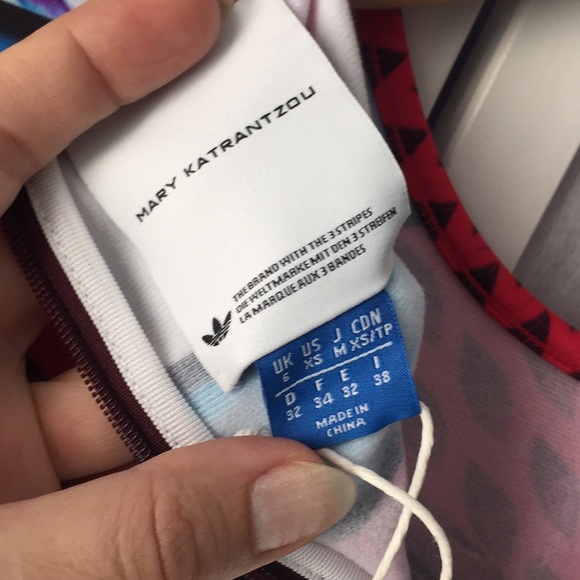 MARY KATRANTZOU
THE BRAND WITH THE 3 STRIPES
DIE WELTMARKE MIT DEN 3 STREIFEN
LA MARQUE AUX 3 BANDES
UK US J CDN
6 XS M XS/TP
D F E I
32 34 32 38
MADE IN
CHINA